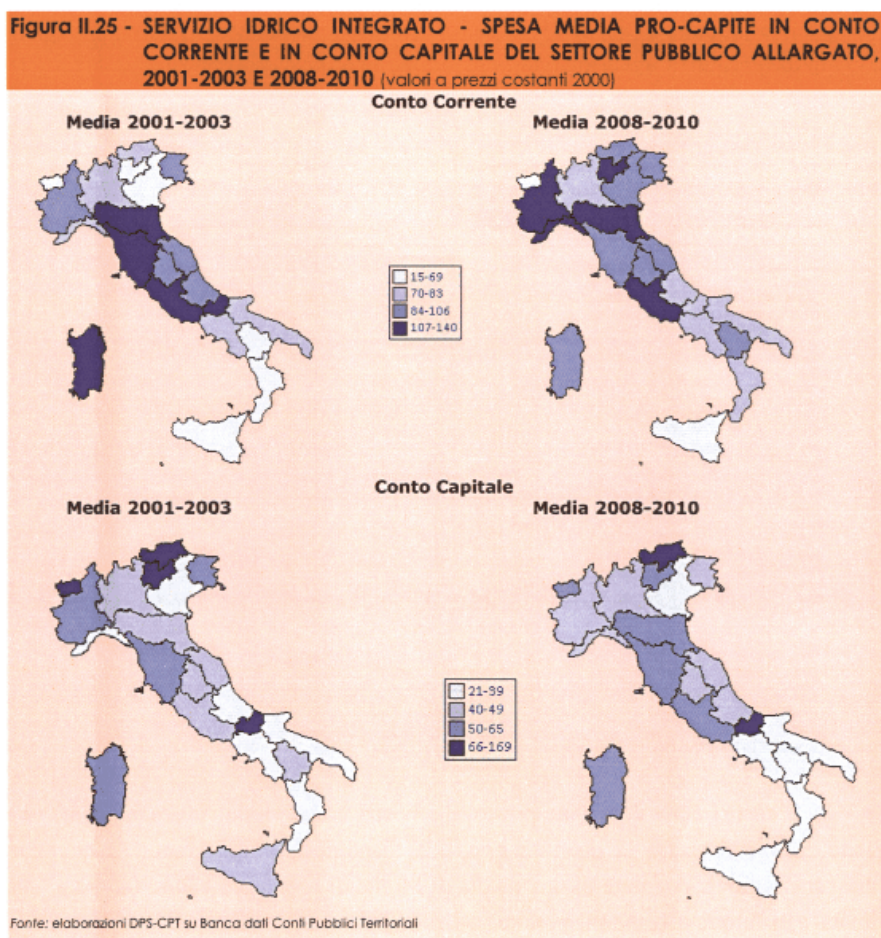 Figura II.25 - SERVIZIO IDRICO INTEGRATO - SPESA MEDIA PRO-CAPITE IN CONTO
CORRENTE E IN CONTO CAPITALE DEL SETTORE PUBBLICO ALLARGATO,
2001-2003 E 2008-2010 (valori a prezzi costanti 2000)
Conto Corrente
Media 2001-2003
Media 2008-2010
15-69
70-83
84-106
107-140
Conto Capitale
Media 2001-2003
Media 2008-2010
21-39
40-49
50-65
66-169
Fonte: elaborazioni DPS-CPT su Banca dati Conti Pubblici Territoriali